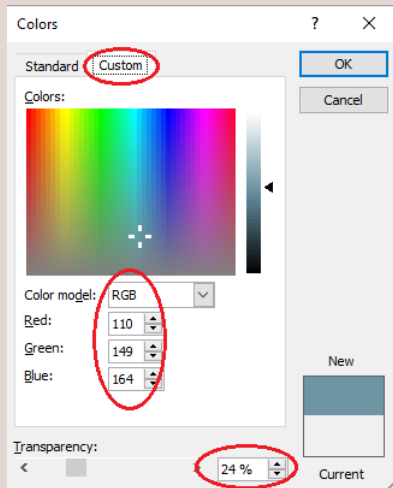 Colors ? X
Standard Custom
OK
Colors:
Cancel
Color model: RGB
Red: 110
Green: 149
Blue: 164
New
Transparency:
24 %
Current